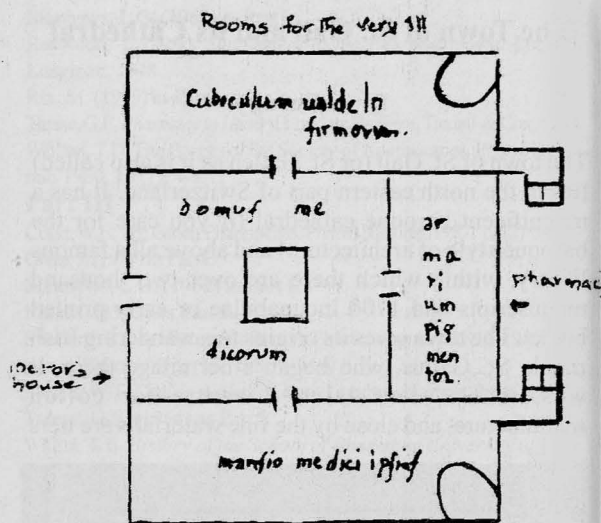 Rooms for the very ill
Cubiculum valde In
firmorum.
domuſ me
ar
ma
ri
um
pig
men
to.
pharmac
dicorum
Doctor's
house
manſio medici ipſiuſ